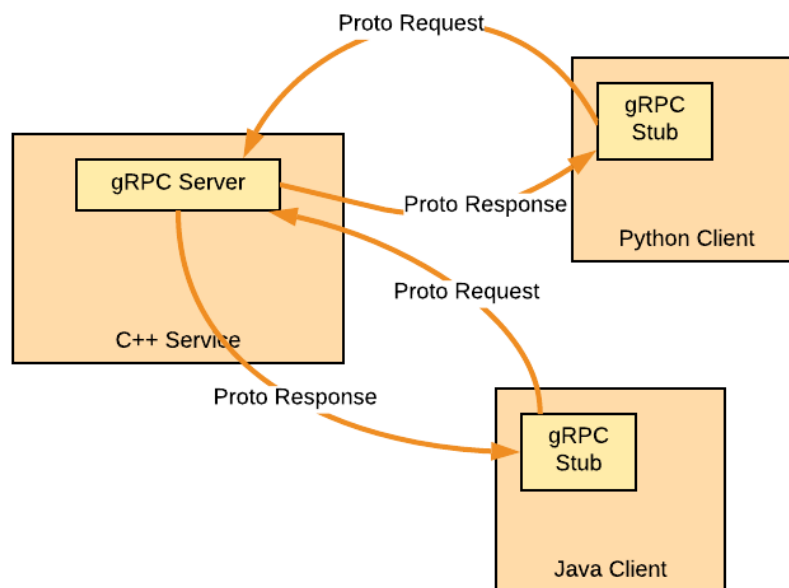 Proto Request
gRPC
Stub
Python Client
gRPC Server
Proto Response
C++ Service
Proto Request
Proto Response
gRPC
Stub
Java Client